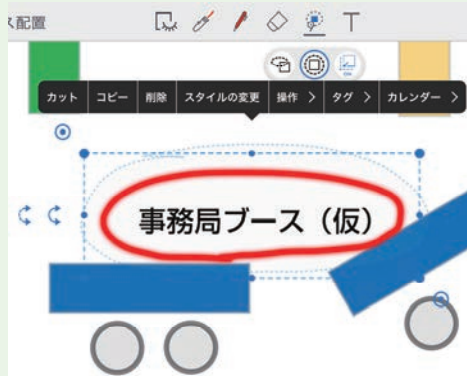 ス配置
カット コピー 削除 スタイルの変更 操作 > タグ > カレンダー >
事務局ブース（仮）